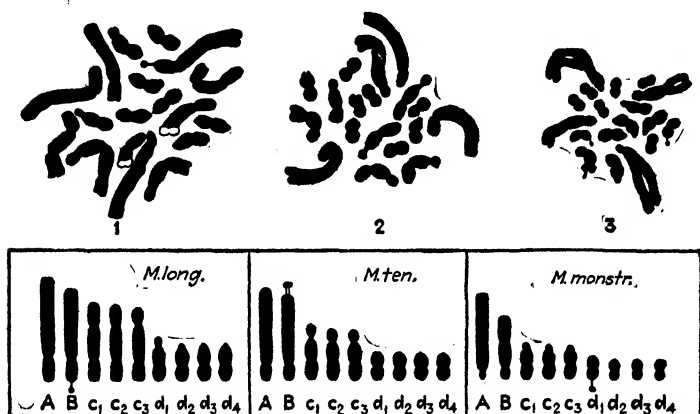 1
2
3
M.long.
M.ten.
M.monstr.
A B c₁ c₂ c₃ d₁ d₂ d₃ d₄
A B c₁ c₂ c₃ d₁ d₂ d₃ d₄
A B c₁ c₂ c₃ d₁ d₂ d₃ d₄